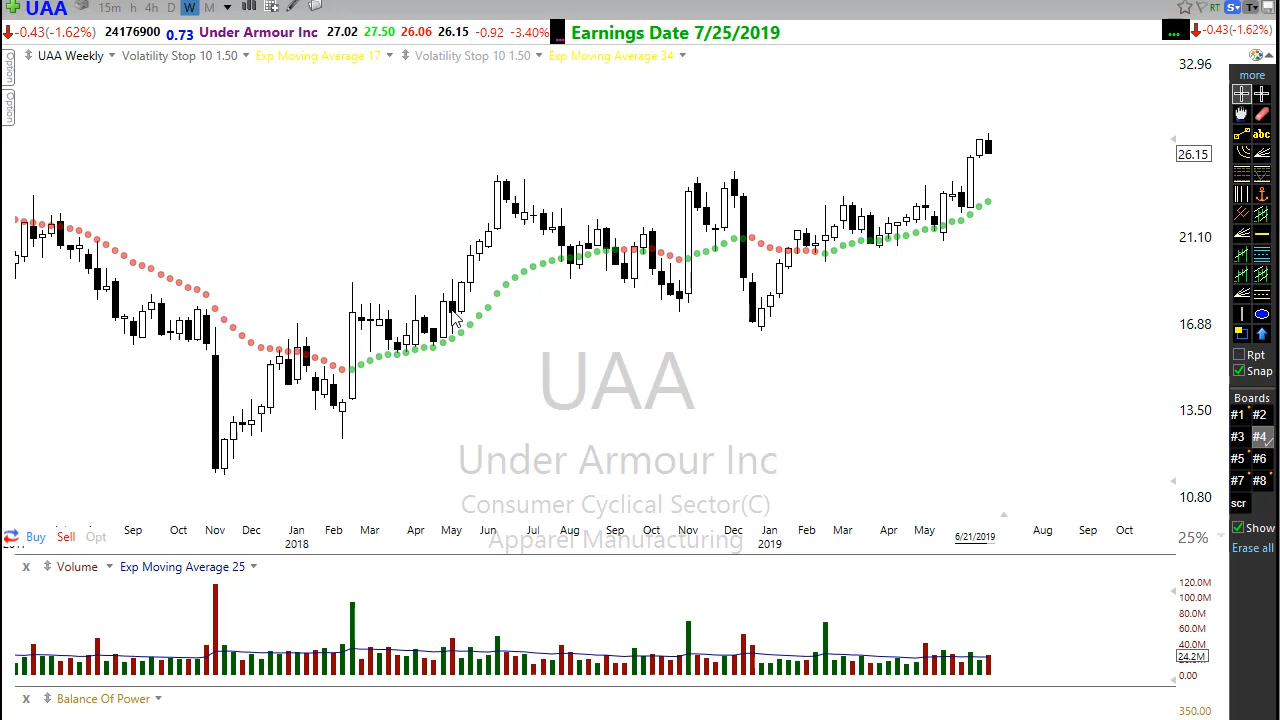 UAA 15m h 4h D W M RT S T
-0.43(-1.62%) 24176900 0.73 Under Armour Inc 27.02 27.50 26.06 26.15 -0.92 -3.40% ... Earnings Date 7/25/2019 ... -0.43(-1.62%)
UAA Weekly Volatility Stop 10 1.50 Exp Moving Average 17 Volatility Stop 10 1.50 Exp Moving Average 34
Option
Option
32.96
26.15
21.10
16.88
13.50
10.80
more
abc
Rpt
Snap
Boards
#1 #2
#3 #4
#5 #6
#7 #8
scr
Show
Erase all
UAA
Under Armour Inc
Consumer Cyclical Sector(C)
Apparel Manufacturing
Sep Oct Nov Dec Jan Feb Mar Apr May Jun Jul Aug Sep Oct Nov Dec Jan Feb Mar Apr May 6/21/2019 Aug Sep Oct
2018 2019
Buy Sell Opt
25%
x Volume Exp Moving Average 25
120.0M
100.0M
80.0M
60.0M
40.0M
24.2M
0.00
x Balance Of Power
350.00